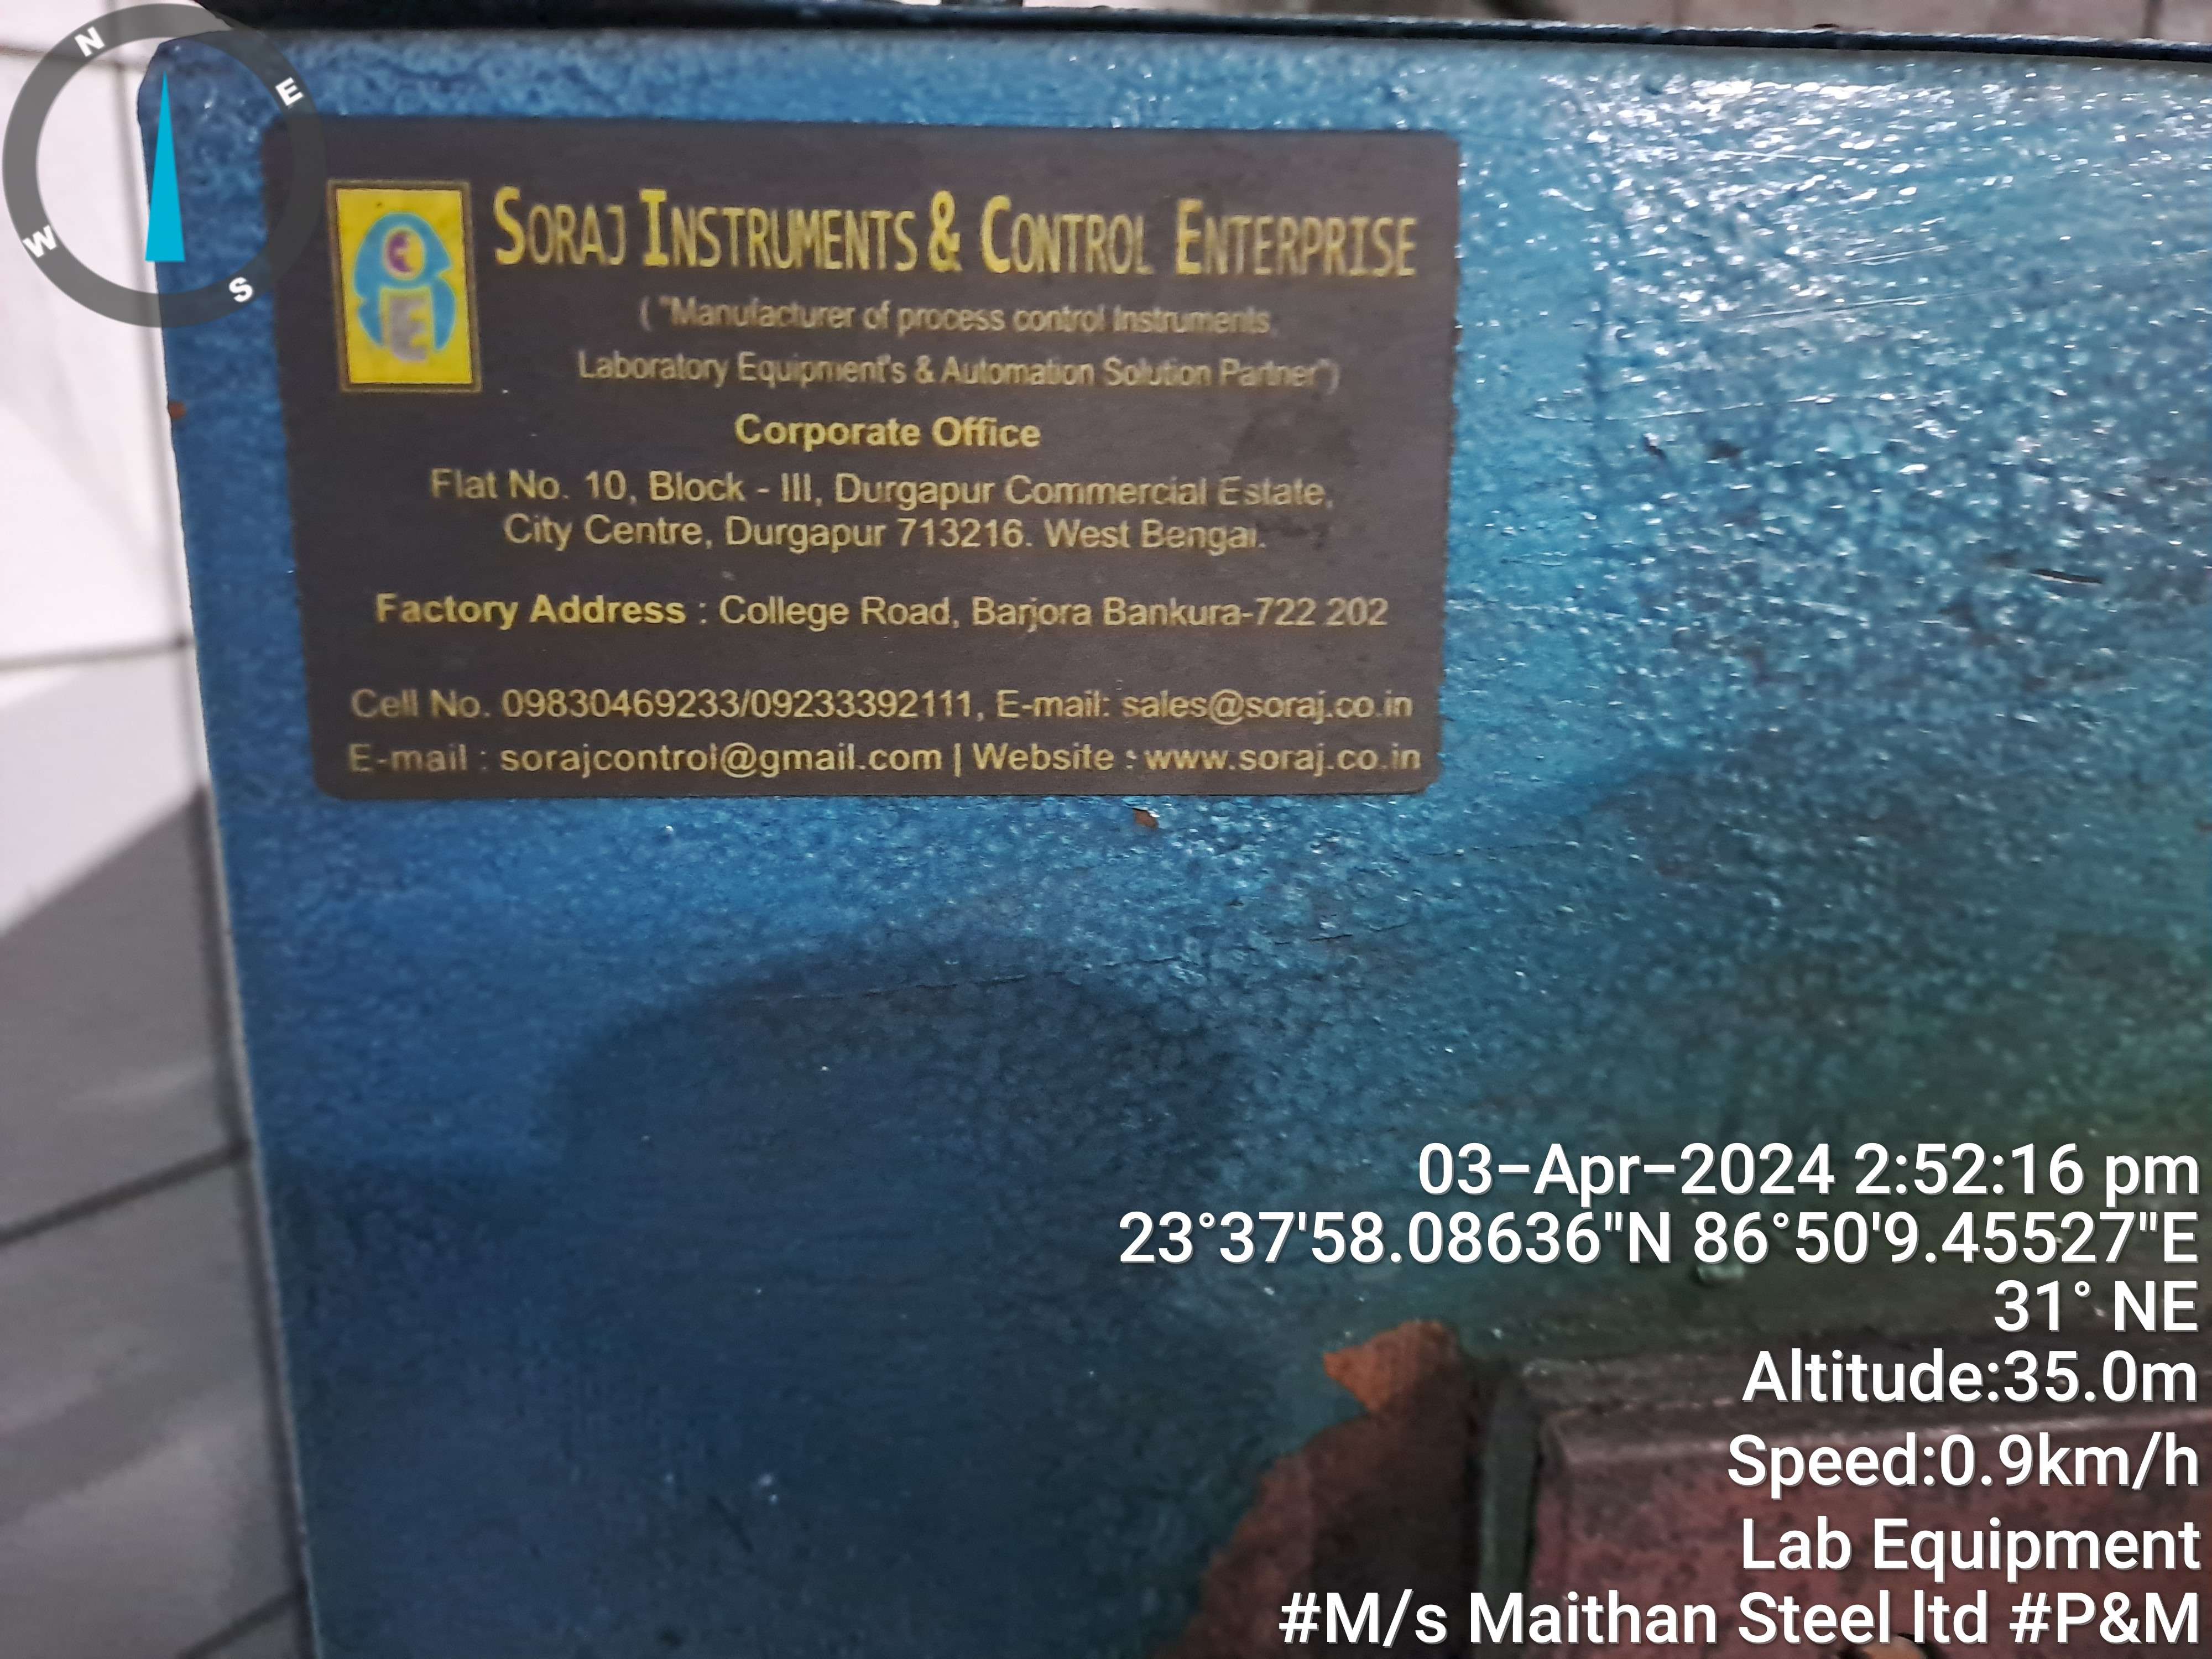 N
E
W
S
SORAJ INSTRUMENTS & CONTROL ENTERPRISE
( "Manufacturer of process control Instruments,
Laboratory Equipment's & Automation Solution Partner")
Corporate Office
Flat No. 10, Block - III, Durgapur Commercial Estate,
City Centre, Durgapur 713216. West Bengal.
Factory Address : College Road, Barjora Bankura-722 202
Cell No. 09830469233/09233392111, E-mail: sales@soraj.co.in
E-mail : sorajcontrol@gmail.com | Website : www.soraj.co.in
03-Apr-2024 2:52:16 pm
23°37'58.08636"N 86°50'9.45527"E
31° NE
Altitude:35.0m
Speed:0.9km/h
Lab Equipment
#M/s Maithan Steel ltd #P&M